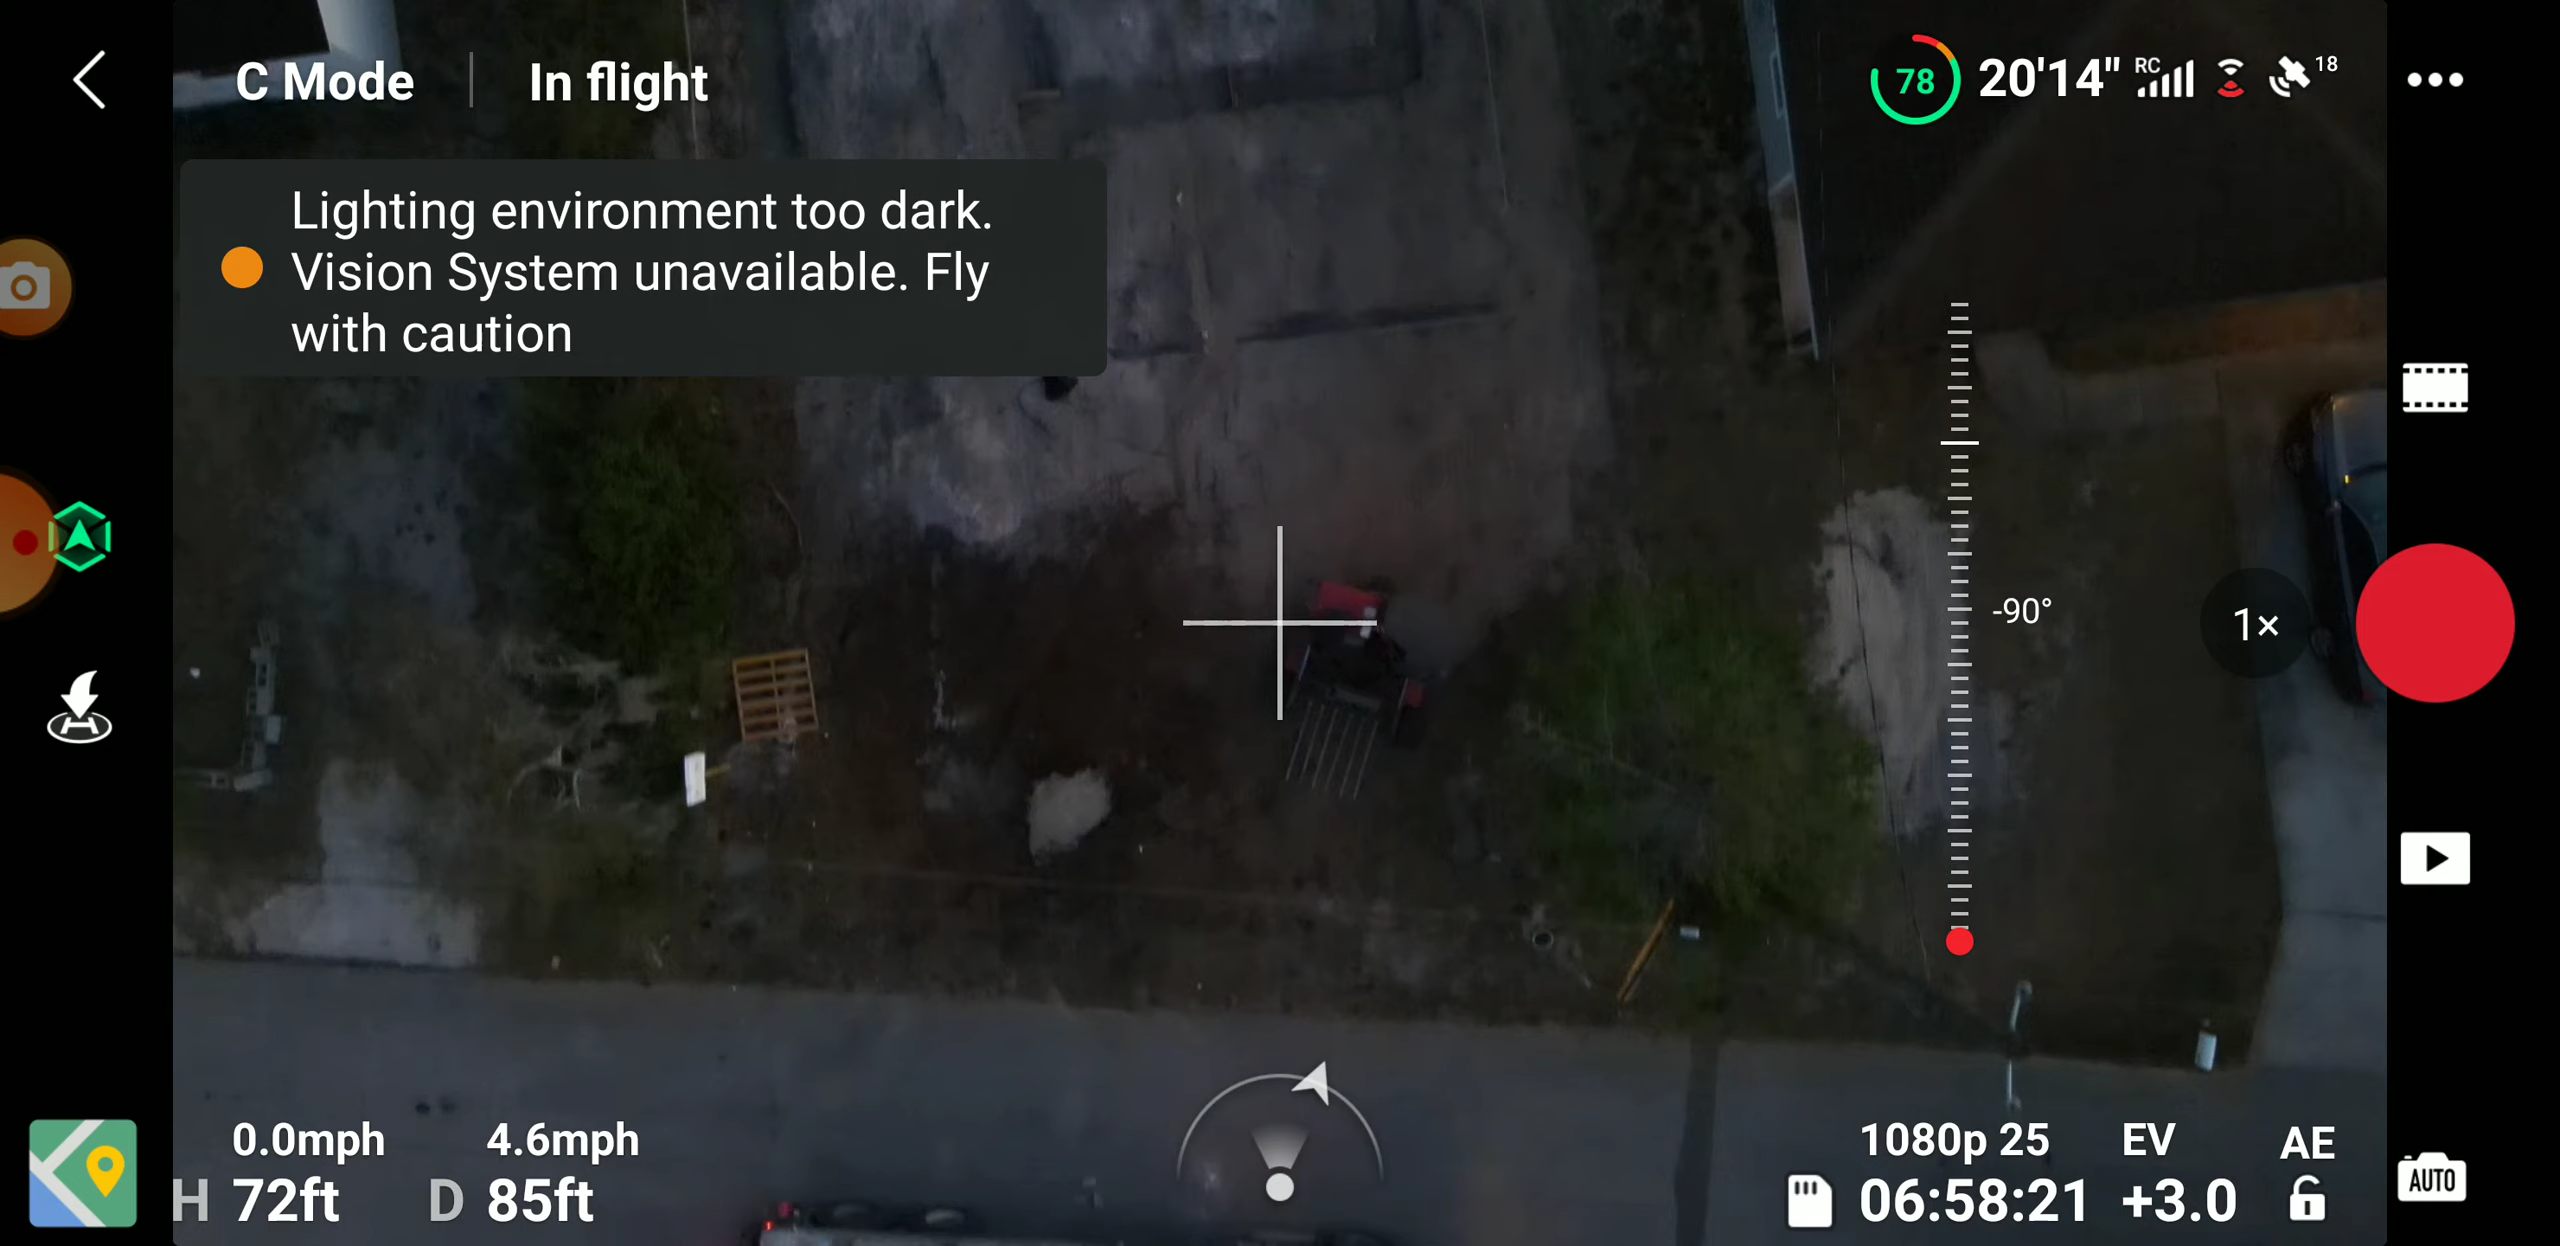 C Mode | In flight
78 20'14" RC 18
Lighting environment too dark.
Vision System unavailable. Fly
with caution
-90°
1×
0.0mph 4.6mph
H 72ft D 85ft
1080p 25 EV AE
06:58:21 +3.0
AUTO